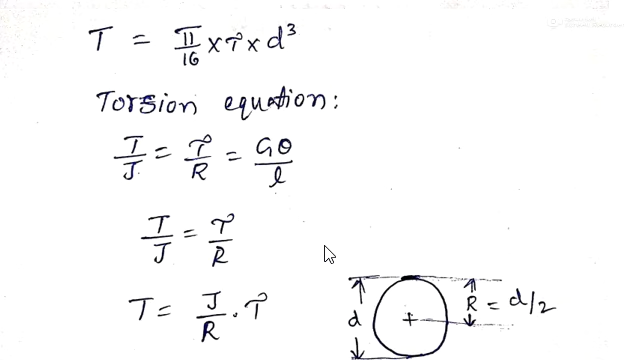 T = π/16 × τ × d³
Torsion equation:
T/J = τ/R = Gθ/l
T/J = τ/R
T = J/R . τ
d
R = d/2